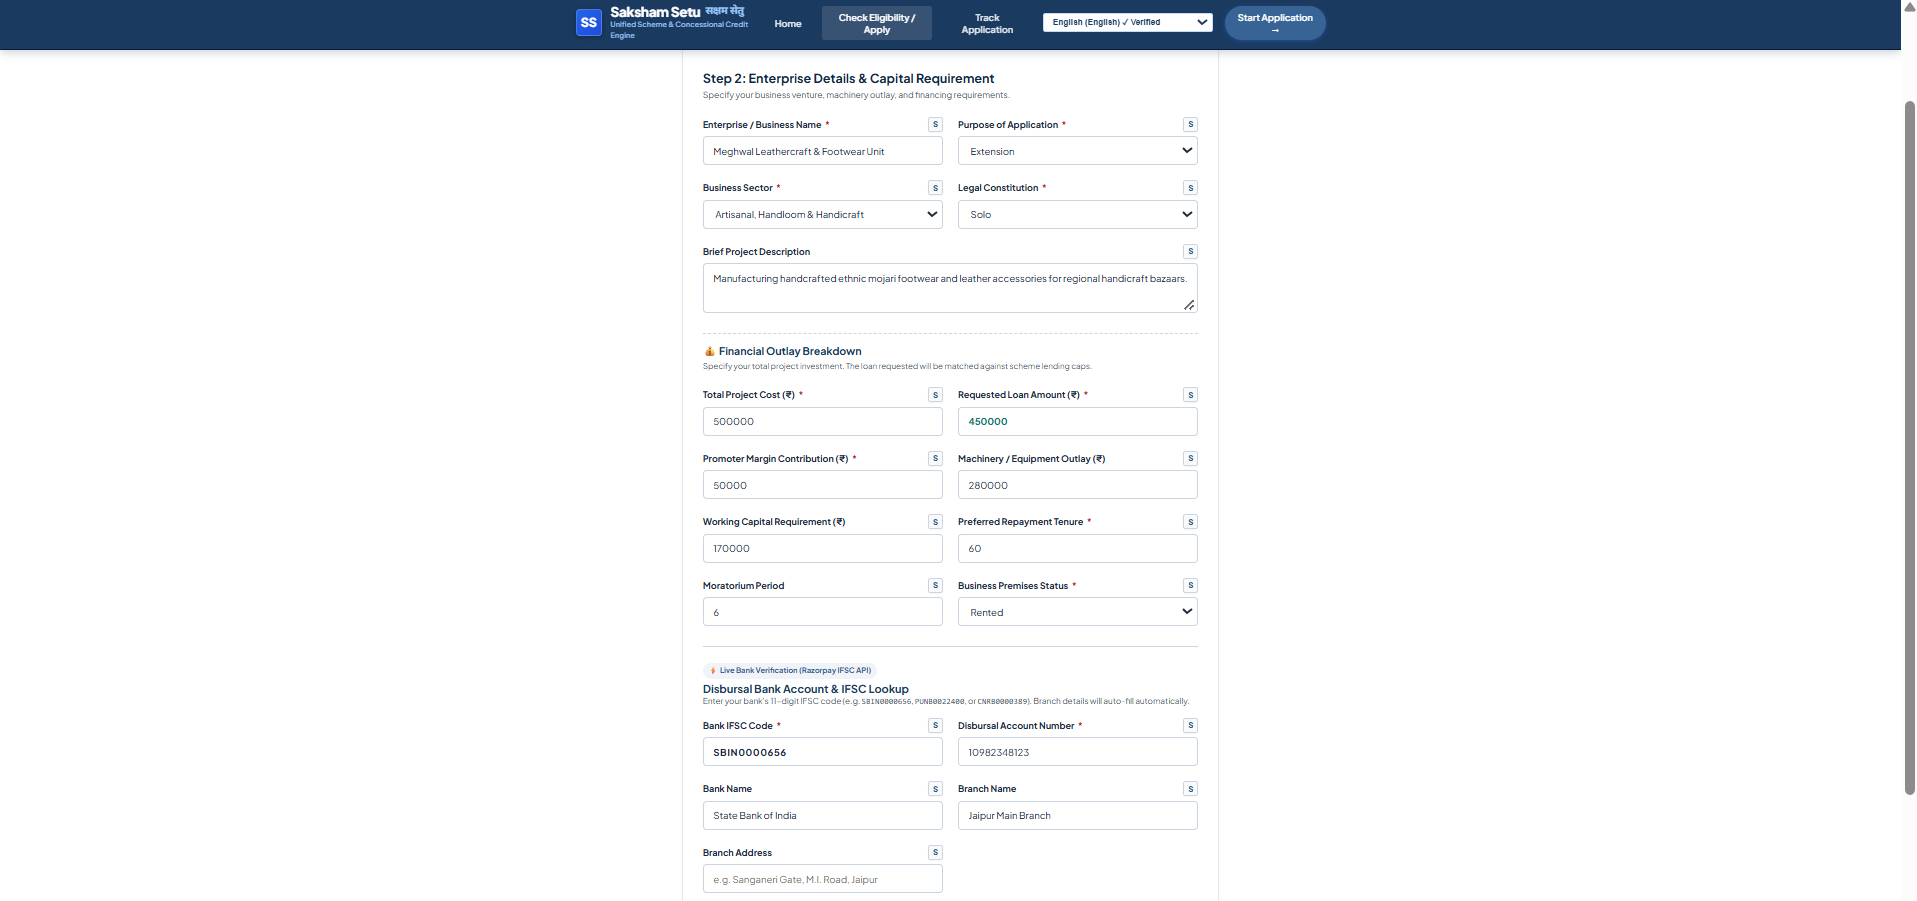 SS
Saksham Setu सक्षम सेतु
Unified Scheme & Concessional Credit
Engine
Home
Check Eligibility /
Apply
Track
Application
English (English) ✓ Verified
Start Application
→
Step 2: Enterprise Details & Capital Requirement
Specify your business venture, machinery outlay, and financing requirements.
Enterprise / Business Name * S
Purpose of Application * S
Meghwal Leathercraft & Footwear Unit
Extension
Business Sector * S
Legal Constitution * S
Artisanal, Handloom & Handicraft
Solo
Brief Project Description S
Manufacturing handcrafted ethnic mojari footwear and leather accessories for regional handicraft bazaars.
Financial Outlay Breakdown
Specify your total project investment. The loan requested will be matched against scheme lending caps.
Total Project Cost (₹) * S
Requested Loan Amount (₹) * S
500000
450000
Promoter Margin Contribution (₹) * S
Machinery / Equipment Outlay (₹) S
50000
280000
Working Capital Requirement (₹) S
Preferred Repayment Tenure * S
170000
60
Moratorium Period S
Business Premises Status * S
6
Rented
Live Bank Verification (Razorpay IFSC API)
Disbursal Bank Account & IFSC Lookup
Enter your bank's 11-digit IFSC code (e.g. SBIN0000656, PUNB0022400, or CNRB0000389). Branch details will auto-fill automatically.
Bank IFSC Code * S
Disbursal Account Number * S
SBIN0000656
10982348123
Bank Name S
Branch Name S
State Bank of India
Jaipur Main Branch
Branch Address S
e.g. Sanganeri Gate, M.I. Road, Jaipur